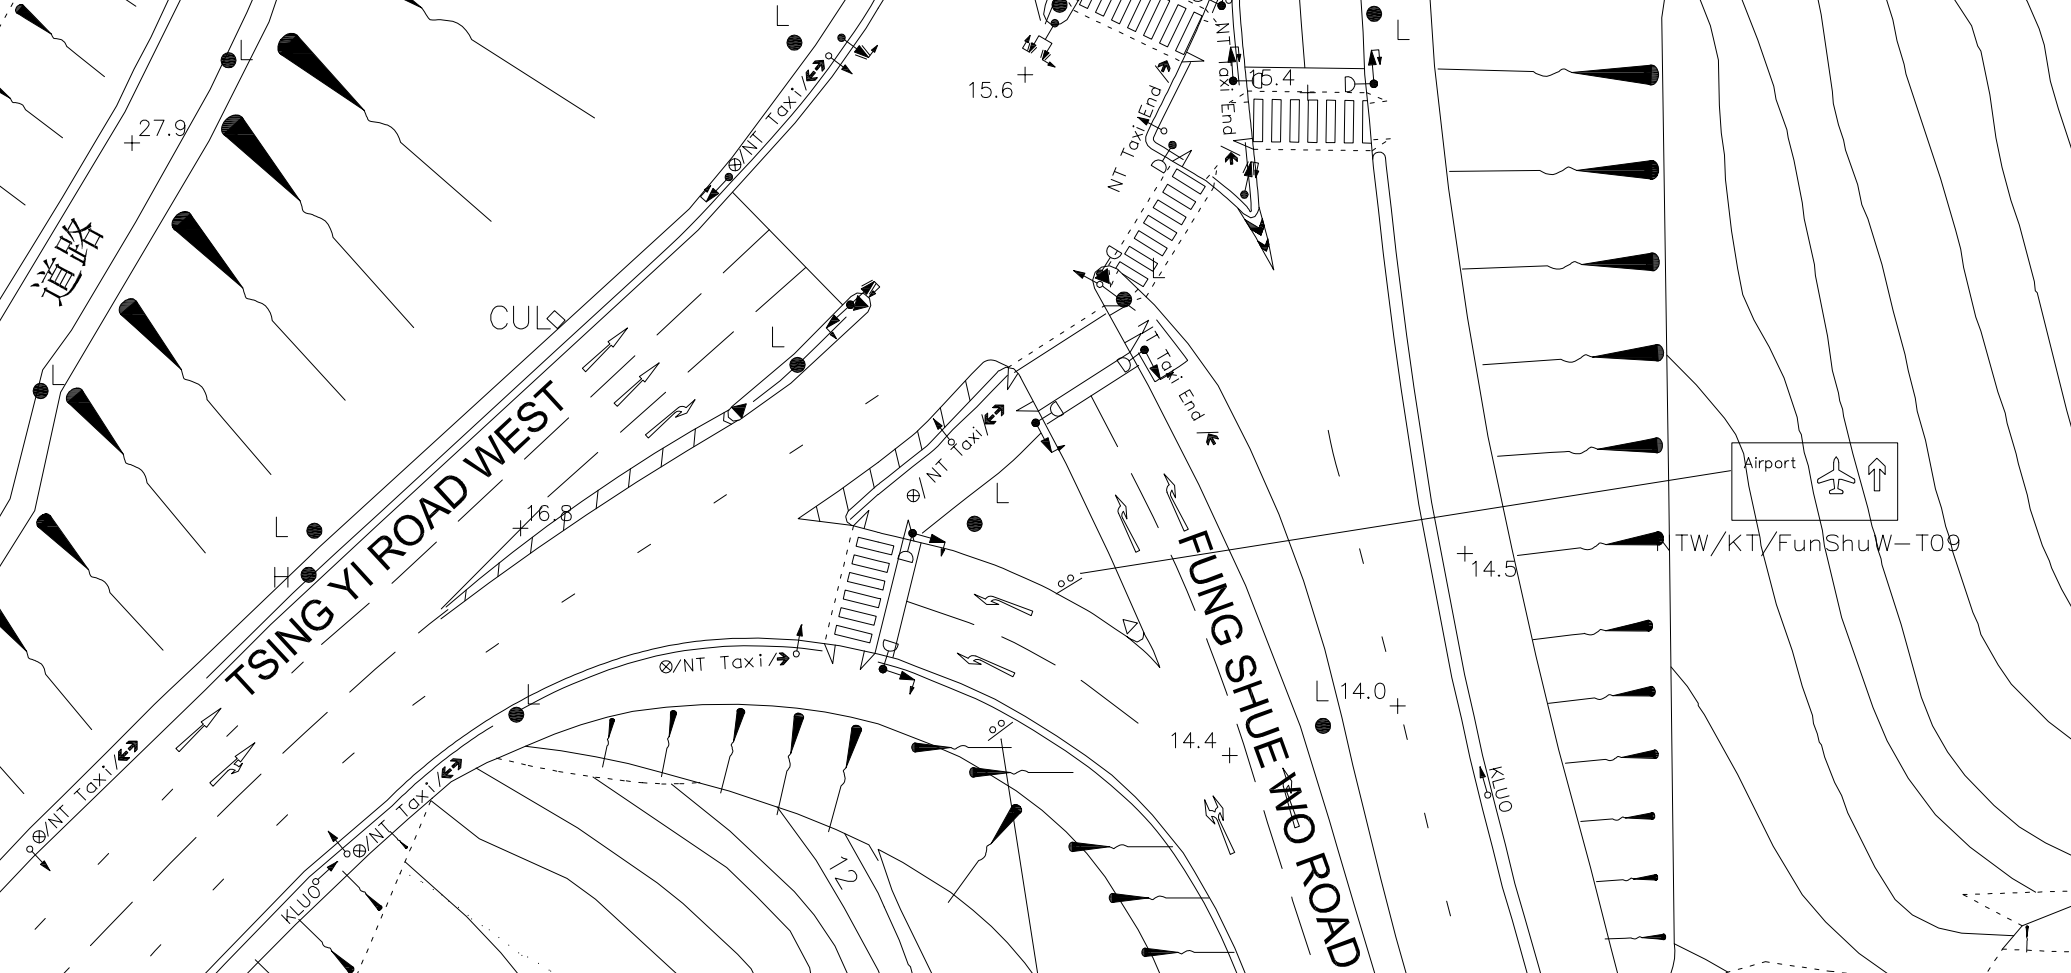 L
L
L
15.4
15.6
NT Taxi End
NT Taxi End
27.9
⊗/NT Taxi/
道路
L
CUL
L
NT Taxi End
L
TSING YI ROAD WEST
⊗/NT Taxi/
Airport
L
16.8
L
NTW/KT/FunShuW-T09
14.5
H
FUNG SHUE WO ROAD
⊗/NT Taxi/
L
L
14.0
14.4
⊗/NT Taxi/
⊗/NT Taxi/
KLUO
12
KLUO